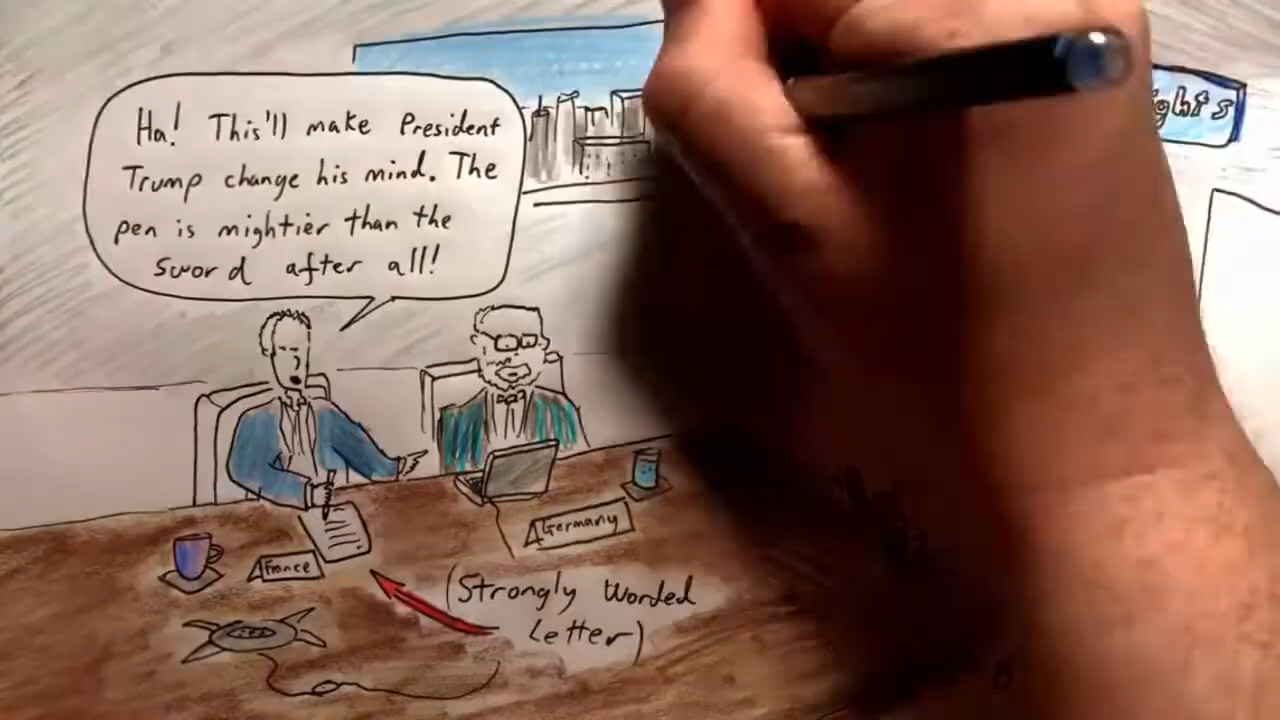 Ha! This'll make President
Trump change his mind. The
pen is mightier than the
sword after all!
France
Germany
(Strongly Worded
Letter)